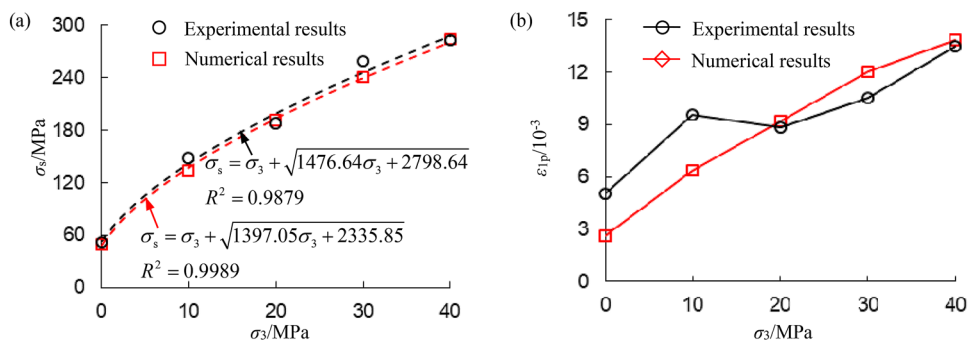 (a)
300
240
180
120
60
0
σs/MPa
Experimental results
Numerical results
σs = σ3 + √1476.64σ3 + 2798.64
R² = 0.9879
σs = σ3 + √1397.05σ3 + 2335.85
R² = 0.9989
0 10 20 30 40
σ3/MPa
(b)
15
12
9
6
3
0
ε1p/10⁻³
Experimental results
Numerical results
0 10 20 30 40
σ3/MPa